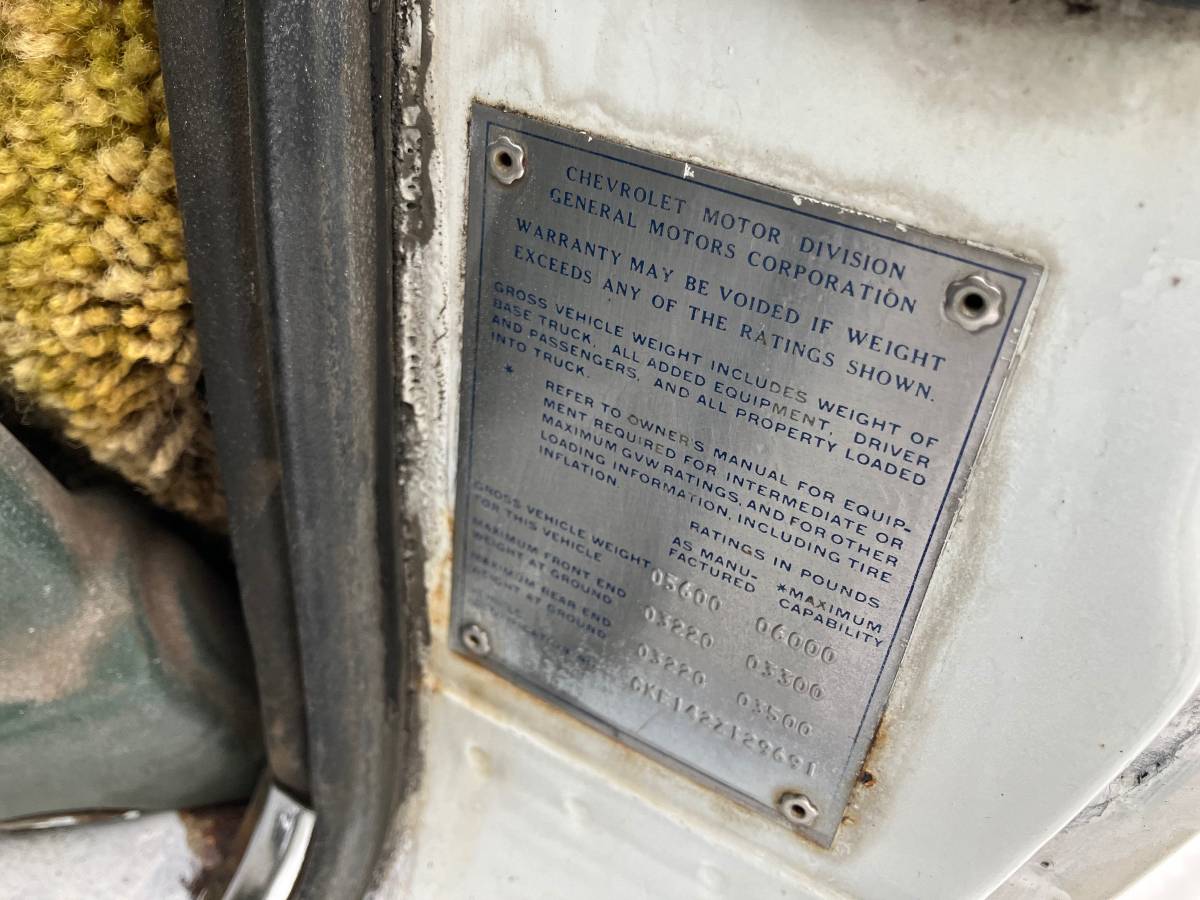 CHEVROLET MOTOR DIVISION
GENERAL MOTORS CORPORATION
WARRANTY MAY BE VOIDED IF WEIGHT
EXCEEDS ANY OF THE RATINGS SHOWN.
GROSS VEHICLE WEIGHT INCLUDES WEIGHT OF
BASE TRUCK, ALL ADDED EQUIPMENT, DRIVER
AND PASSENGERS, AND ALL PROPERTY LOADED
INTO TRUCK.
* REFER TO OWNER'S MANUAL FOR EQUIP-
MENT REQUIRED FOR INTERMEDIATE OR
MAXIMUM GVW RATINGS, AND FOR OTHER
LOADING INFORMATION, INCLUDING TIRE
INFLATION.
RATINGS IN POUNDS
AS MANU- *MAXIMUM
FACTURED CAPABILITY
GROSS VEHICLE WEIGHT
FOR THIS VEHICLE 05600 06000
MAXIMUM FRONT END
WEIGHT AT GROUND 03220 03300
MAXIMUM REAR END
WEIGHT AT GROUND 03220 03500
VEHICLE